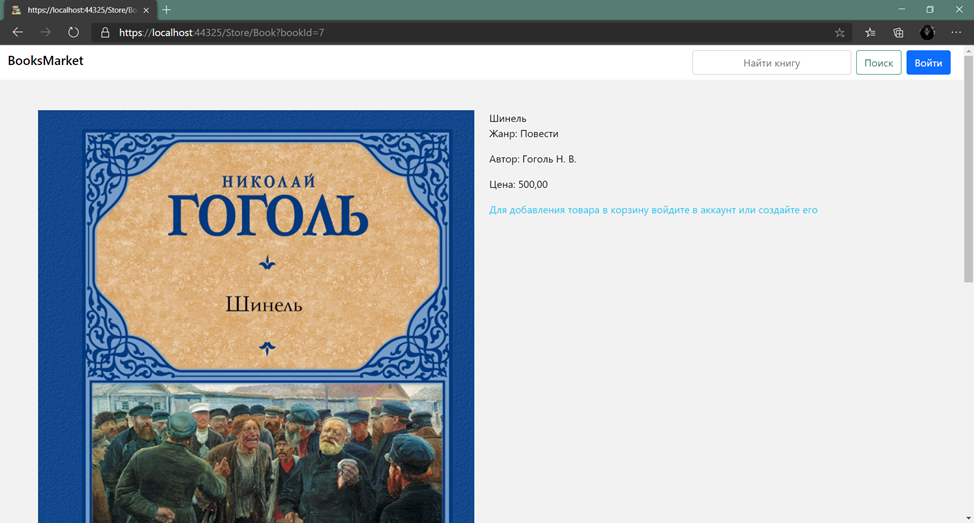 https://localhost:44325/Store/Bo
https://localhost:44325/Store/Book?bookId=7
BooksMarket
Найти книгу
Поиск
Войти
НИКОЛАЙ
ГОГОЛЬ
Шинель
Шинель
Жанр: Повести
Автор: Гоголь Н. В.
Цена: 500,00
Для добавления товара в корзину войдите в аккаунт или создайте его